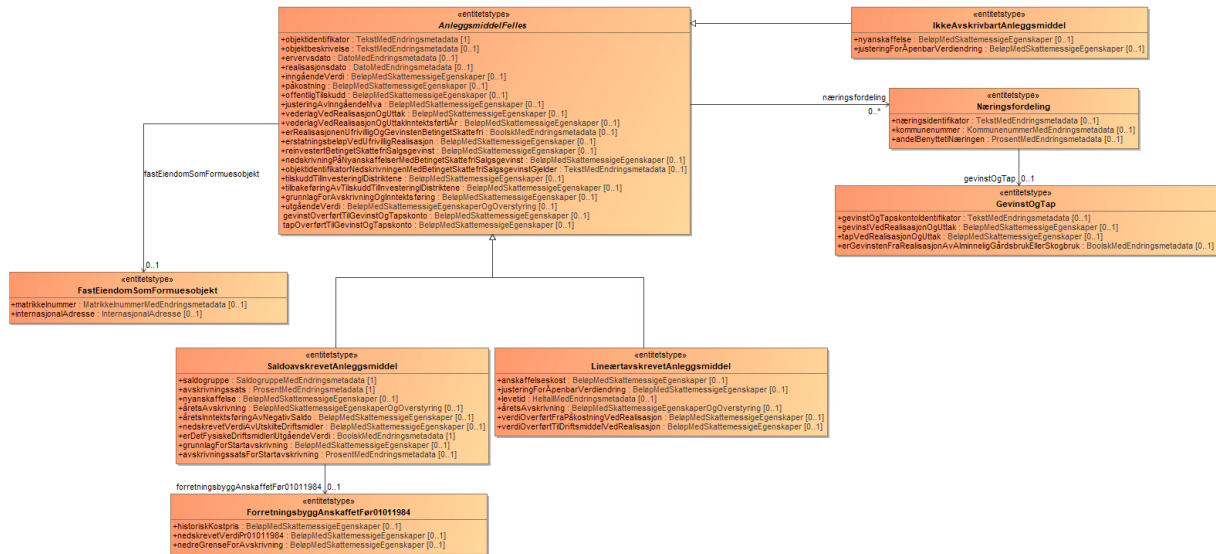 «entitetstype»
AnleggsmiddelFelles
+objektidentifikator : TekstMedEndringsmetadata [1]
+objektbeskrivelse : TekstMedEndringsmetadata [0..1]
+ervervsdato : DatoMedEndringsmetadata [0..1]
+realisasjonsdato : DatoMedEndringsmetadata [0..1]
+inngåendeVerdi : BeløpMedSkattemessigeEgenskaper [0..1]
+påkostning : BeløpMedSkattemessigeEgenskaper [0..1]
+offentligTilskudd : BeløpMedSkattemessigeEgenskaper [0..1]
+justeringAvInngåendeMva : BeløpMedSkattemessigeEgenskaper [0..1]
+vederlagVedRealisasjonOgUttak : BeløpMedSkattemessigeEgenskaper [0..1]
+vederlagVedRealisasjonOgUttakInntektsførtIÅr : BeløpMedSkattemessigeEgenskaper [0..1]
+erRealisasjonenUfrivilligOgGevinstenBetingetSkattefri : BoolskMedEndringsmetadata [0..1]
+erstatningsbeløpVedUfrivilligRealisasjon : BeløpMedSkattemessigeEgenskaper [0..1]
+reinvestertBetingetSkattefriSalgsgevinst : BeløpMedSkattemessigeEgenskaper [0..1]
+nedskrivningPåNyanskaffelserMedBetingetSkattefriSalgsgevinst : BeløpMedSkattemessigeEgenskaper [0..1]
+objektidentifikatorNedskrivningenMedBetingetSkattefriSalgsgevinstGjelder : TekstMedEndringsmetadata [0..1]
+tilskuddTilInvesteringIDistriktene : BeløpMedSkattemessigeEgenskaper [0..1]
+tilbakeføringAvTilskuddTilInvesteringIDistriktene : BeløpMedSkattemessigeEgenskaper [0..1]
+grunnlagForAvskrivningOgInntektsføring : BeløpMedSkattemessigeEgenskaper [0..1]
+utgåendeVerdi : BeløpMedSkattemessigeEgenskaperOgOverstyring [0..1]
gevinstOverførtTilGevinstOgTapskonto : BeløpMedSkattemessigeEgenskaper [0..1]
tapOverførtTilGevinstOgTapskonto : BeløpMedSkattemessigeEgenskaper [0..1]
«entitetstype»
IkkeAvskrivbartAnleggsmiddel
+nyanskaffelse : BeløpMedSkattemessigeEgenskaper [0..1]
+justeringForÅpenbarVerdiendring : BeløpMedSkattemessigeEgenskaper [0..1]
næringsfordeling
0..*
«entitetstype»
Næringsfordeling
+næringsidentifikator : TekstMedEndringsmetadata [0..1]
+kommunenummer : KommunenummerMedEndringsmetadata [0..1]
+andelBenyttetINæringen : ProsentMedEndringsmetadata [0..1]
gevinstOgTap 0..1
«entitetstype»
GevinstOgTap
+gevinstOgTapskontoIdentifikator : TekstMedEndringsmetadata [0..1]
+gevinstVedRealisasjonOgUttak : BeløpMedSkattemessigeEgenskaper [0..1]
+tapVedRealisasjonOgUttak : BeløpMedSkattemessigeEgenskaper [0..1]
+erGevinstenFraRealisasjonAvAlminneligGårdsbrukEllerSkogbruk : BoolskMedEndringsmetadata [0..1]
fastEiendomSomFormuesobjekt
0..1
«entitetstype»
FastEiendomSomFormuesobjekt
+matrikkelnummer : MatrikkelnummerMedEndringsmetadata [0..1]
+internasjonalAdresse : InternasjonalAdresse [0..1]
«entitetstype»
SaldoavskrevetAnleggsmiddel
+saldogruppe : SaldogruppeMedEndringsmetadata [1]
+avskrivningssats : ProsentMedEndringsmetadata [1]
+nyanskaffelse : BeløpMedSkattemessigeEgenskaper [0..1]
+åretsAvskrivning : BeløpMedSkattemessigeEgenskaperOgOverstyring [0..1]
+åretsInntektsføringAvNegativSaldo : BeløpMedSkattemessigeEgenskaper [0..1]
+nedskrevetVerdiAvUtskilteDriftsmidler : BeløpMedSkattemessigeEgenskaper [0..1]
+erDetFysiskeDriftsmidlerIUtgåendeVerdi : BoolskMedEndringsmetadata [1]
+grunnlagForStartavskrivning : BeløpMedSkattemessigeEgenskaper [0..1]
+avskrivningssatsForStartavskrivning : ProsentMedEndringsmetadata [0..1]
«entitetstype»
LineærtavskrevetAnleggsmiddel
+anskaffelseskost : BeløpMedSkattemessigeEgenskaper [0..1]
+justeringForÅpenbarVerdiendring : BeløpMedSkattemessigeEgenskaper [0..1]
+levetid : HeltallMedEndringsmetadata [0..1]
+åretsAvskrivning : BeløpMedSkattemessigeEgenskaperOgOverstyring [0..1]
+verdiOverførtFraPåkostningVedRealisasjon : BeløpMedSkattemessigeEgenskaper [0..1]
+verdiOverførtTilDriftsmiddelVedRealisasjon : BeløpMedSkattemessigeEgenskaper [0..1]
forretningsbyggAnskaffetFør01011984 0..1
«entitetstype»
ForretningsbyggAnskaffetFør01011984
+historiskKostpris : BeløpMedSkattemessigeEgenskaper [0..1]
+nedskrevetVerdiPr01011984 : BeløpMedSkattemessigeEgenskaper [0..1]
+nedreGrenseForAvskrivning : BeløpMedSkattemessigeEgenskaper [0..1]